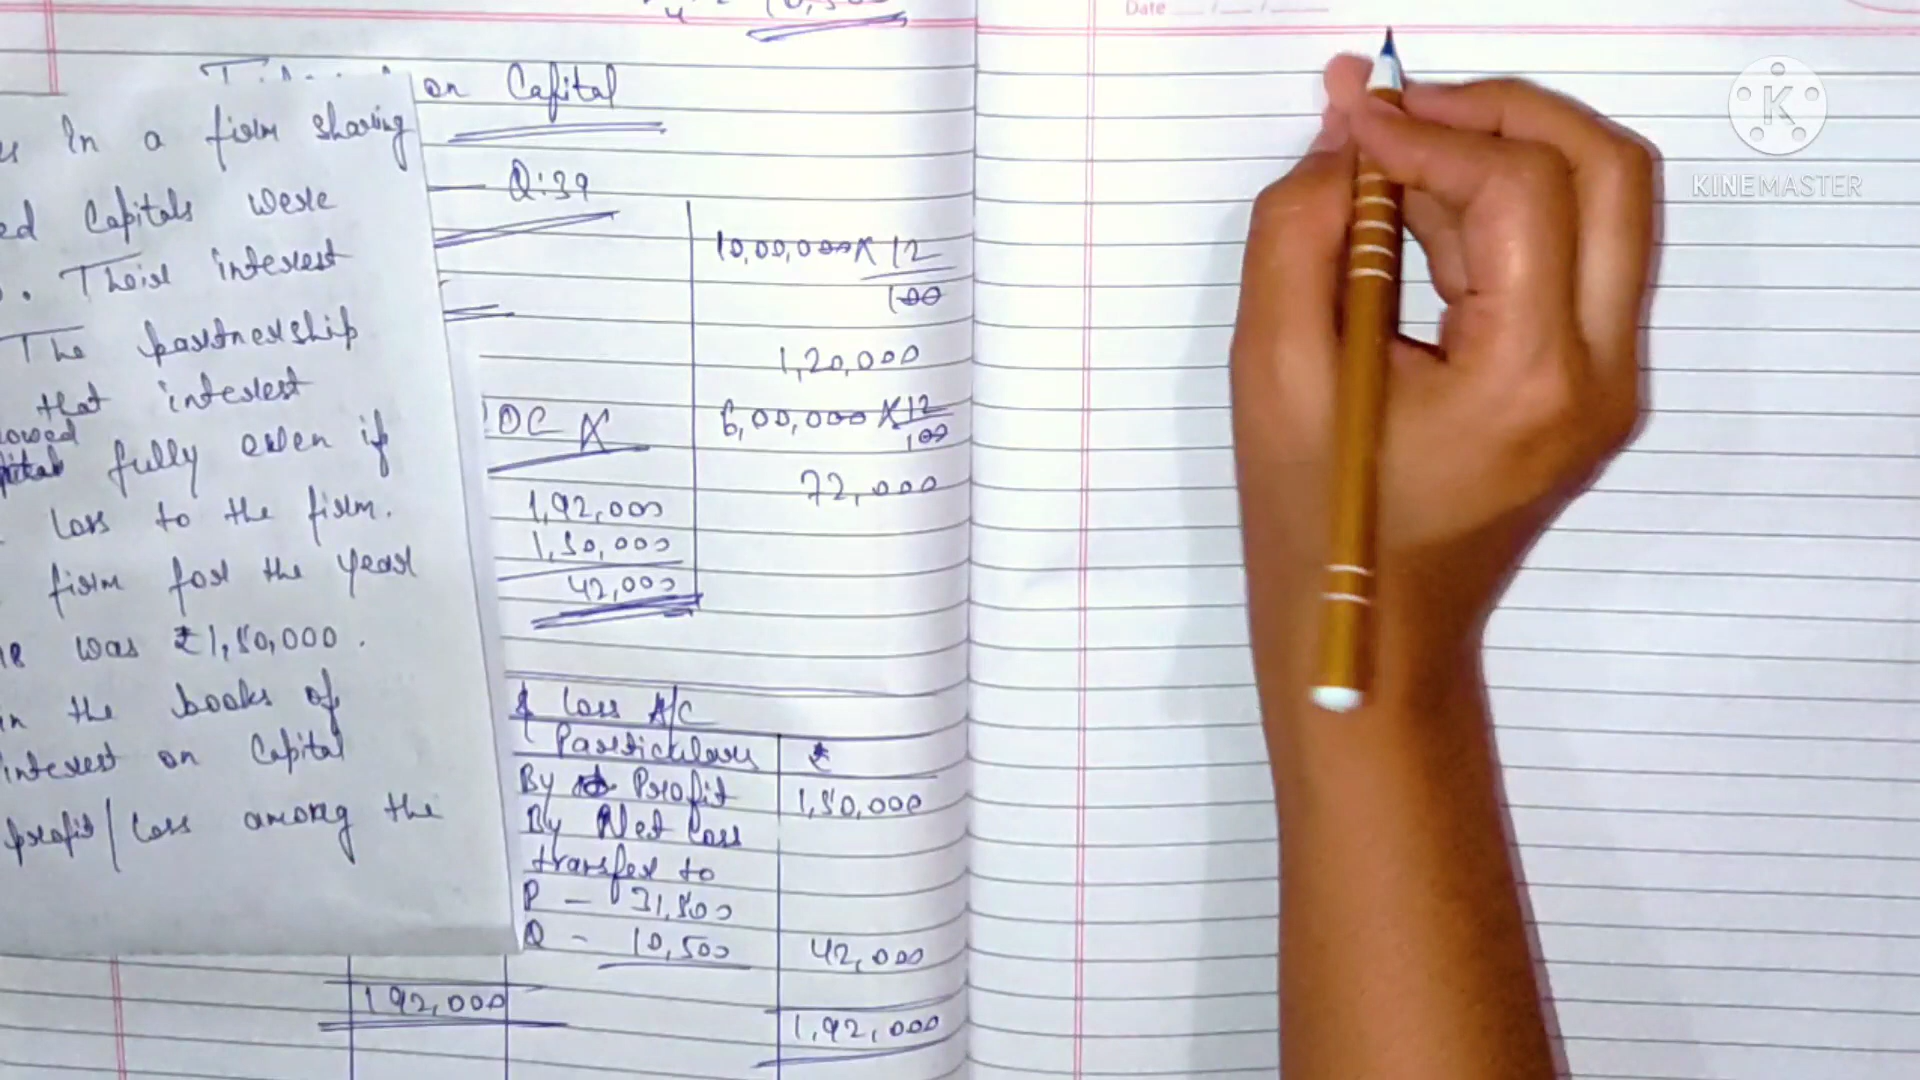 Date
on Capital
Q:39
In a firm sharing
ed Capitals were
. Their interest
The partnership
that interest
lowed
fully even if
loss to the firm.
firm for the year
18 was ₹1,50,000.
in the books of
interest on Capital
profit/loss among the
10,00,000 X 12
100
1,20,000
6,00,000 X 12
100
72,000
IOC X
1,92,000
1,50,000
42,000
& Loss A/C
Particulars ₹
By Profit 1,50,000
By Net loss
transfer to
P - 31,500
Q - 10,500 42,000
192,000
1,92,000
KINEMASTER